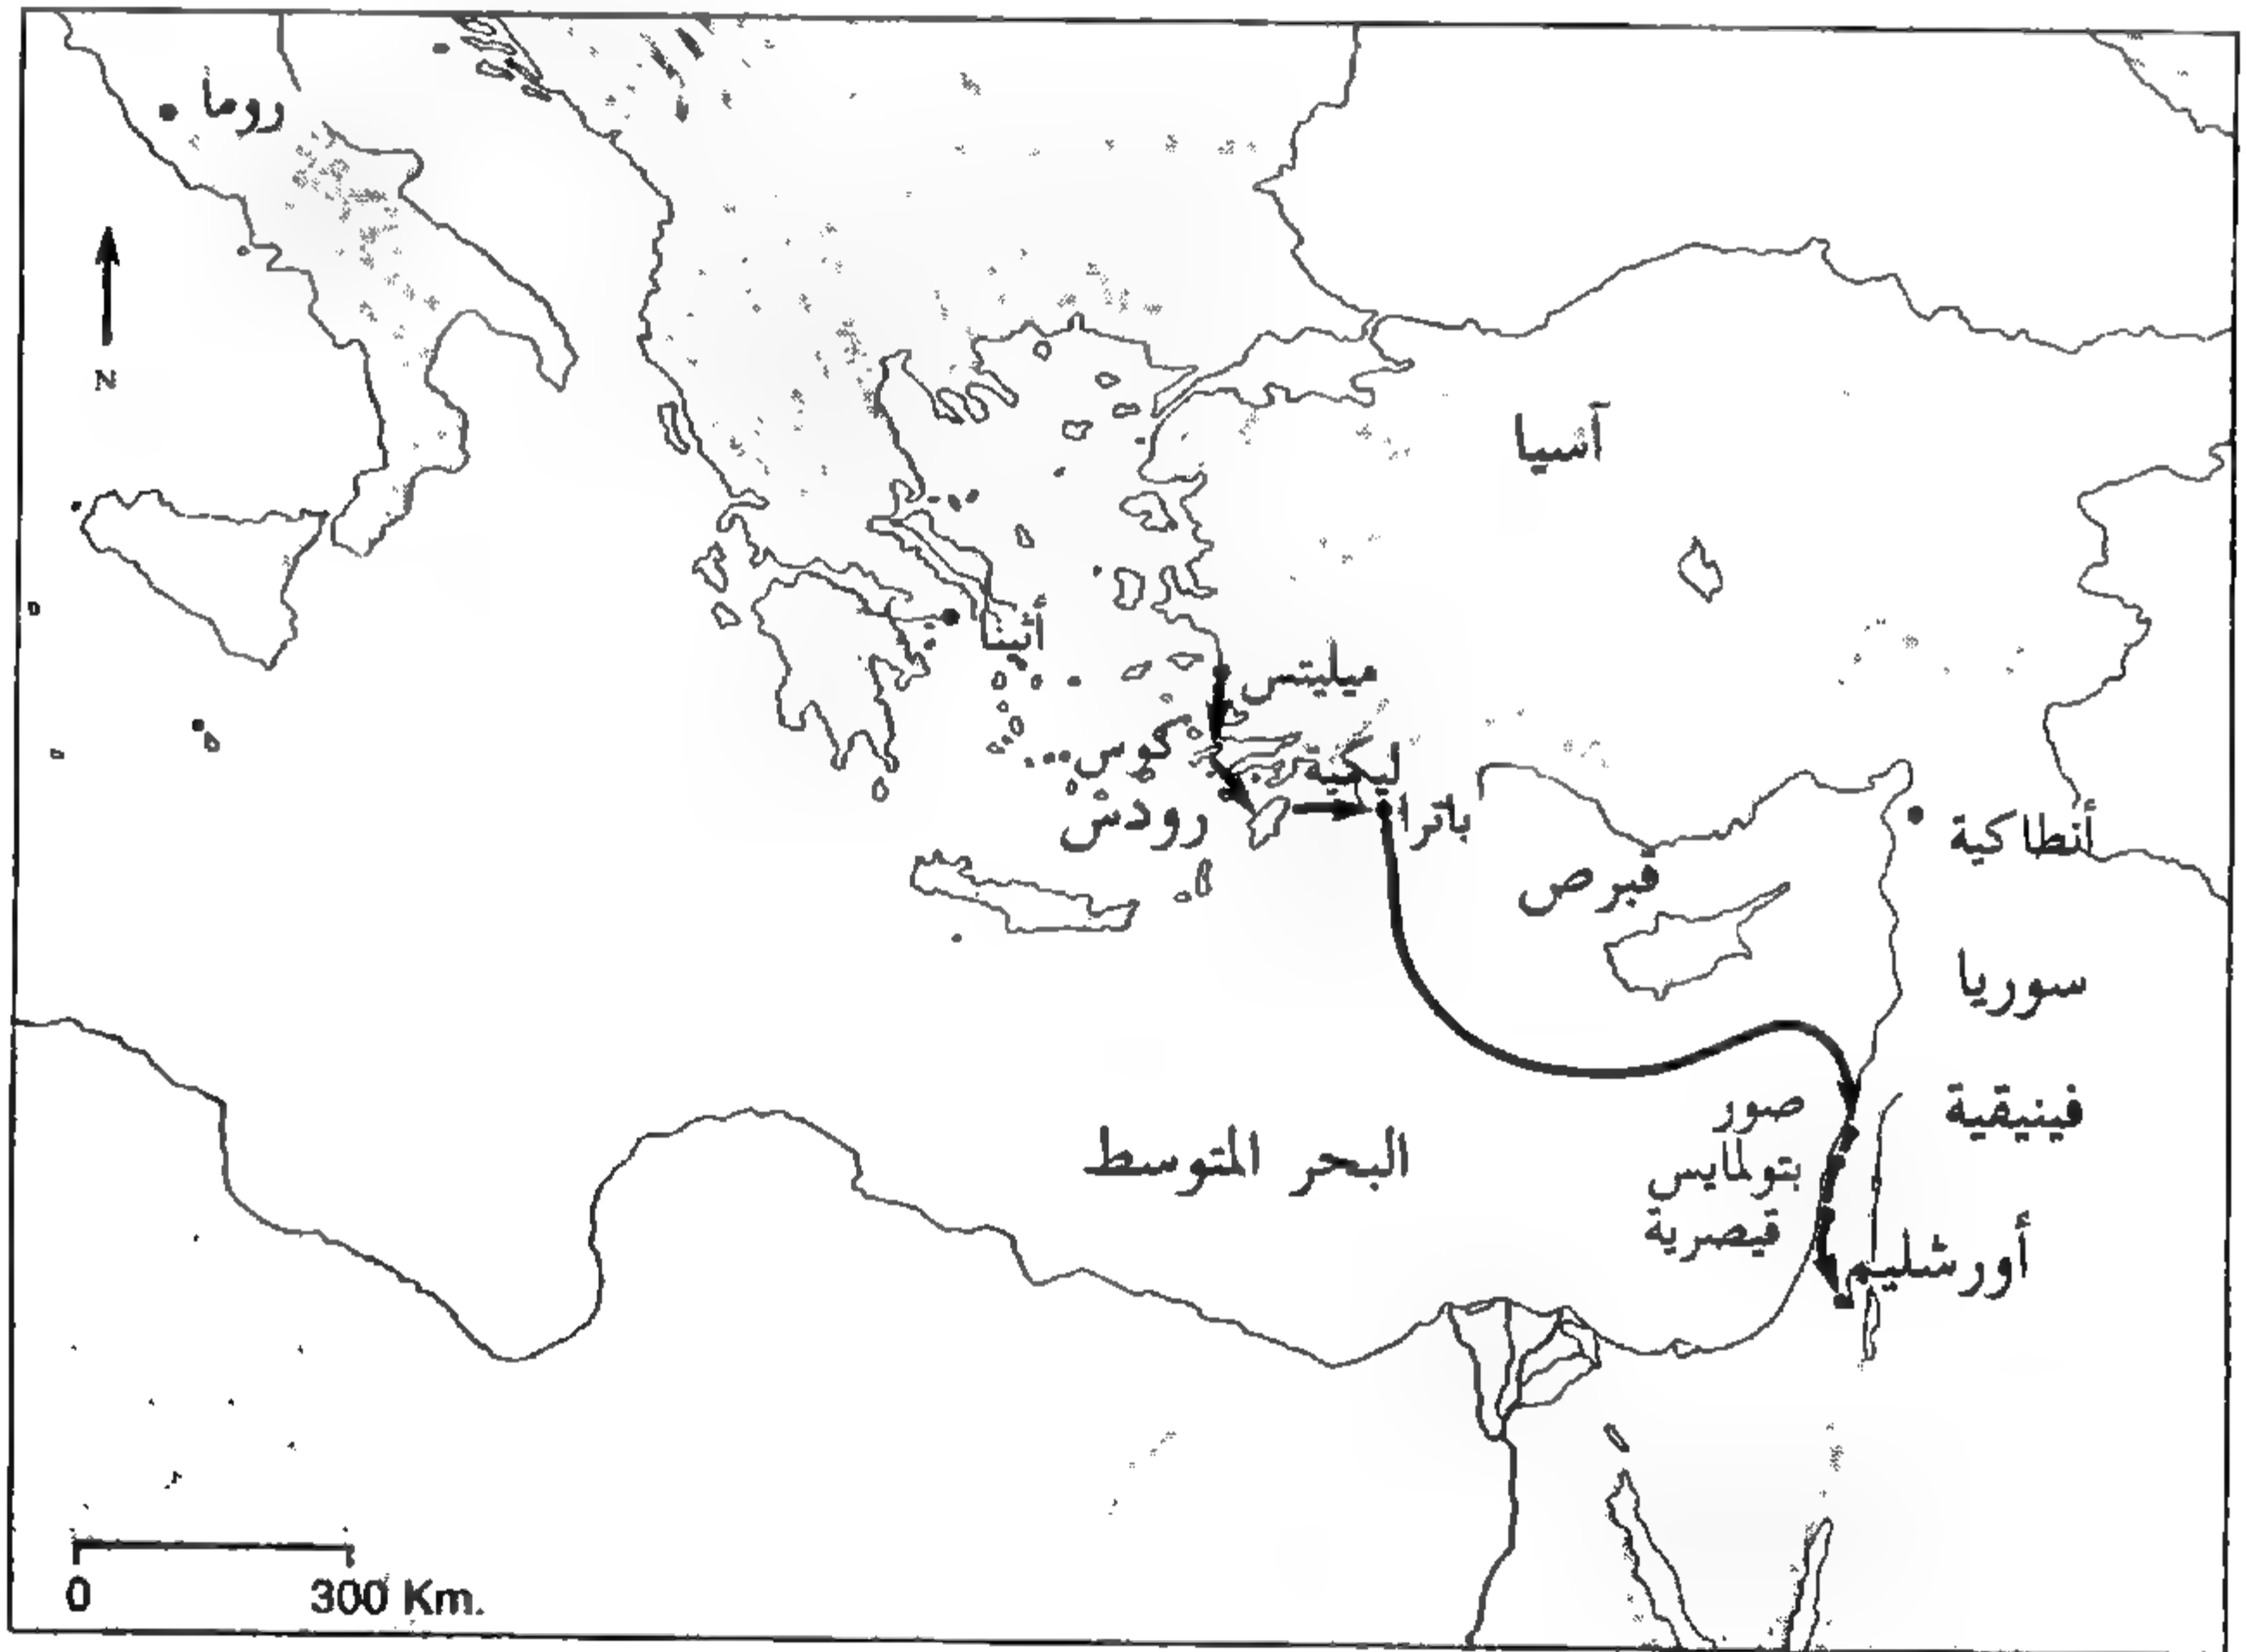 روما
N
آسيا
أثينا
ميليتس
كوس
ليكية
رودس
باترا
أنطاكية
قبرص
سوريا
فينيقية
صور
البحر المتوسط
بتولمايس
قيصرية
أورشليم
0 300 Km.